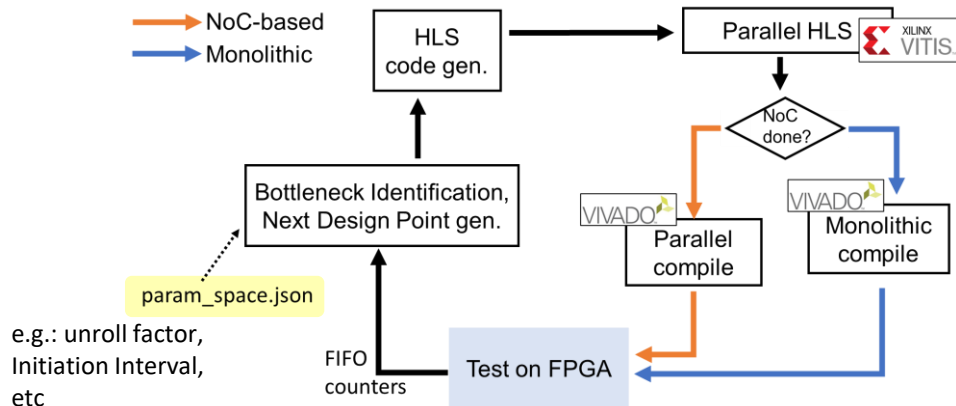 NoC-based
Monolithic
HLS
code gen.
Parallel HLS
XILINX
VITIS
NoC
done?
Bottleneck Identification,
Next Design Point gen.
VIVADO
Parallel
compile
VIVADO
Monolithic
compile
param_space.json
e.g.: unroll factor,
Initiation Interval,
etc
FIFO
counters
Test on FPGA